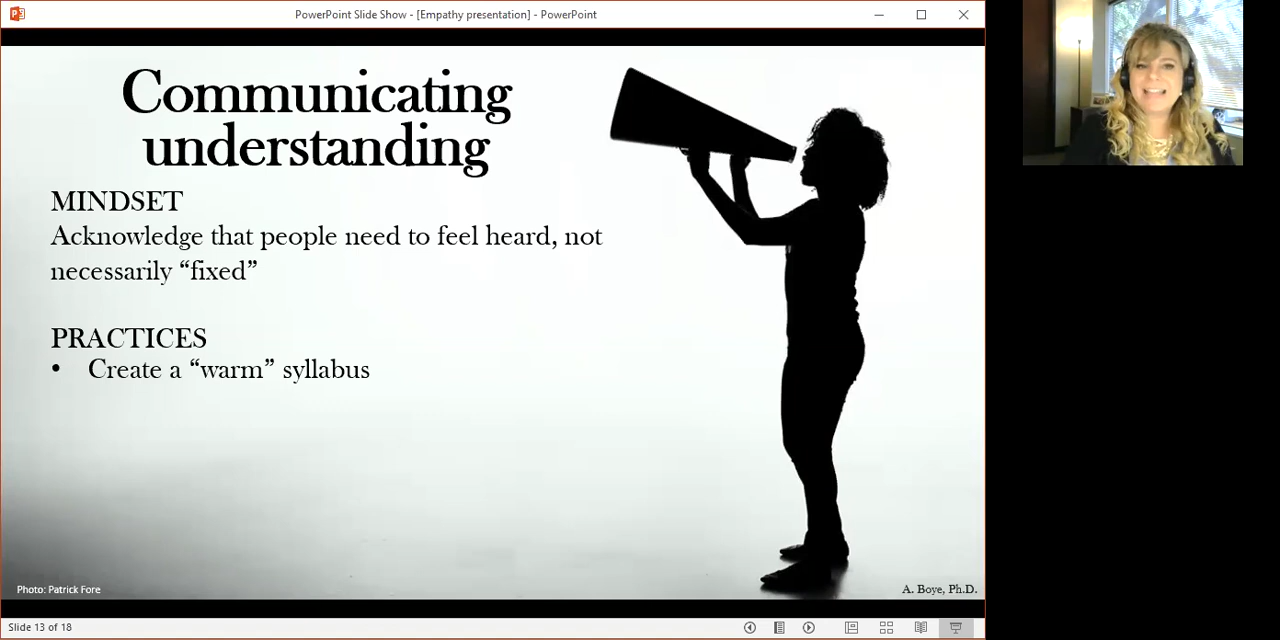 PowerPoint Slide Show - [Empathy presentation] - PowerPoint
Communicating
understanding
MINDSET
Acknowledge that people need to feel heard, not
necessarily “fixed”
PRACTICES
• Create a “warm” syllabus
Photo: Patrick Fore
A. Boye, Ph.D.
Slide 13 of 18